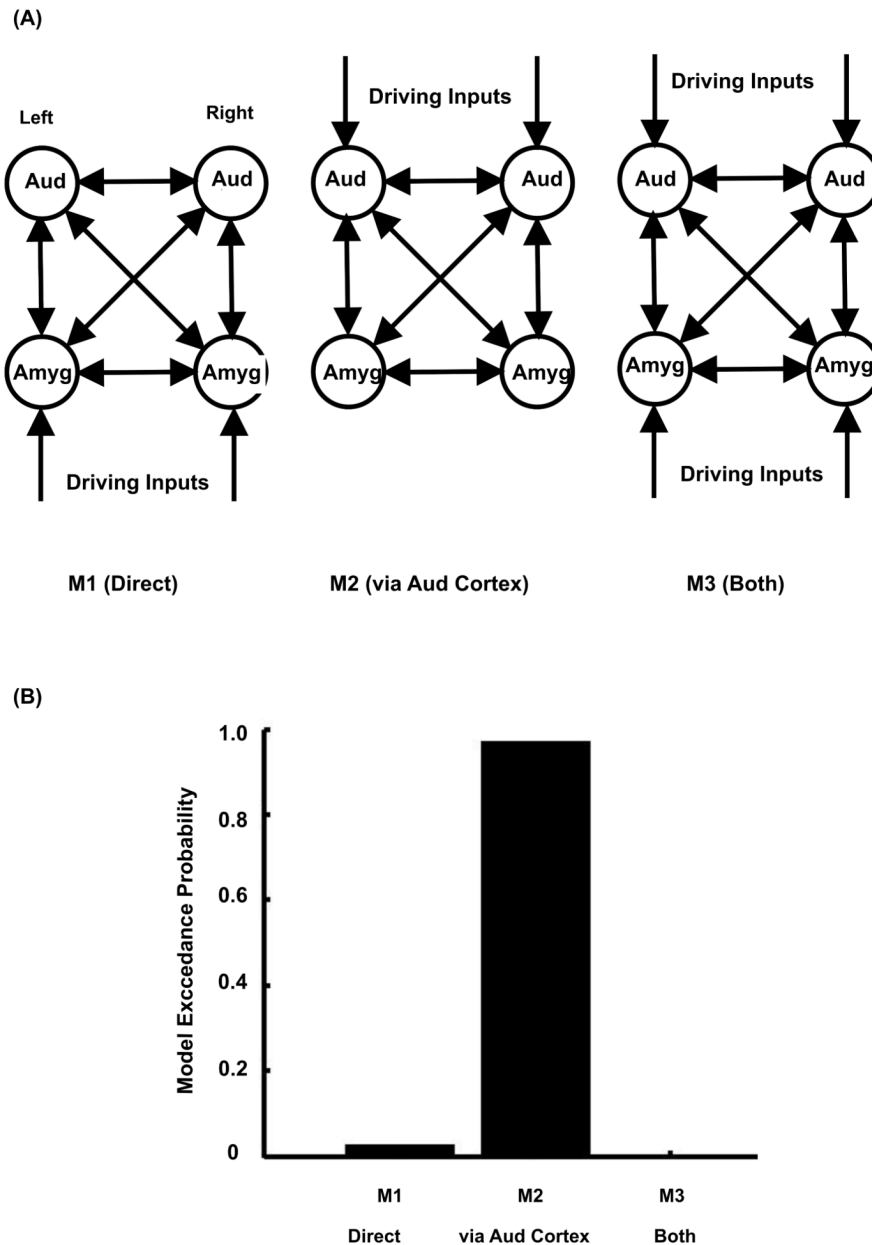 (A)
Left
Right
Driving Inputs
Driving Inputs
Aud
Aud
Aud
Aud
Aud
Aud
Amyg
Amyg
Amyg
Amyg
Amyg
Amyg
Driving Inputs
Driving Inputs
M1 (Direct)
M2 (via Aud Cortex)
M3 (Both)
(B)
Model Exccedance Probability
1.0
0.8
0.6
0.4
0.2
0
M1
M2
M3
Direct
via Aud Cortex
Both